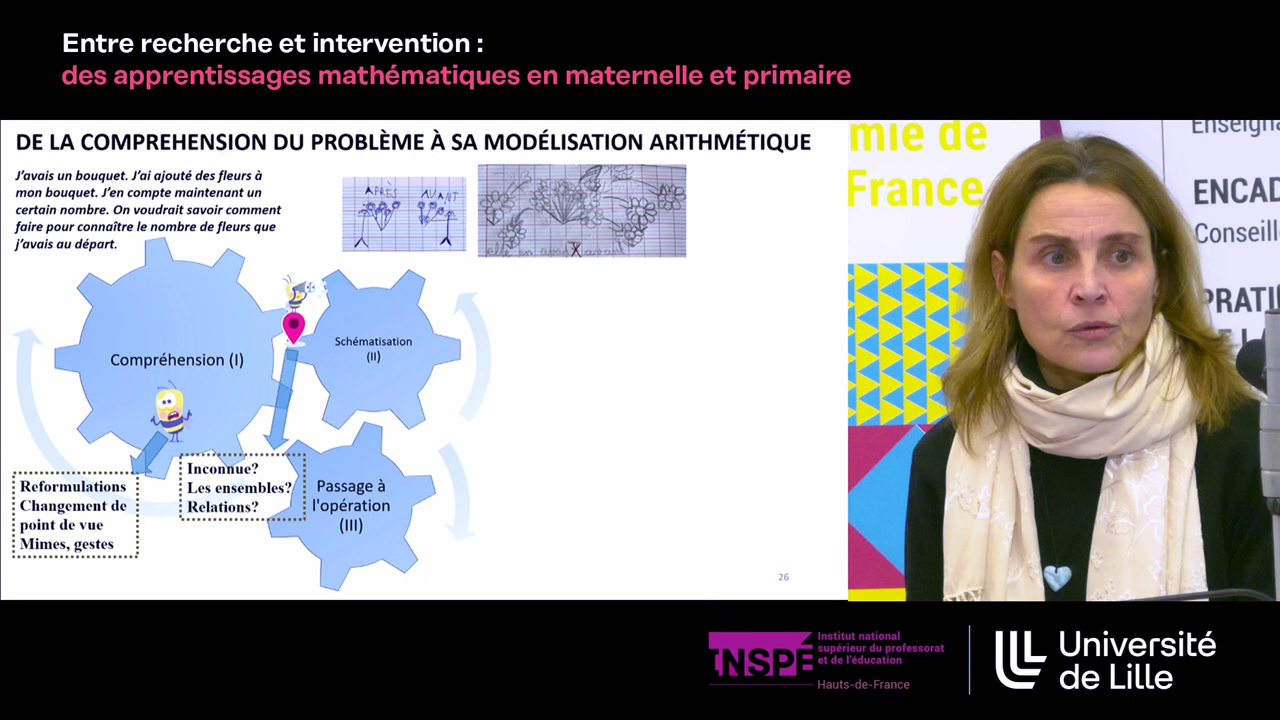 Entre recherche et intervention :
des apprentissages mathématiques en maternelle et primaire
DE LA COMPREHENSION DU PROBLÈME À SA MODÉLISATION ARITHMÉTIQUE
J'avais un bouquet. J'ai ajouté des fleurs à
mon bouquet. J'en compte maintenant un
certain nombre. On voudrait savoir comment
faire pour connaître le nombre de fleurs que
j'avais au départ.
APRÈS AVANT
Compréhension (I)
Schématisation
(II)
Passage à
l'opération
(III)
Reformulations
Changement de
point de vue
Mimes, gestes
Inconnue?
Les ensembles?
Relations?
26
mie de
France
ENCAD
Conseill
PRATI
INSPÉ
Institut national
supérieur du professorat
et de l'éducation
Hauts-de-France
Université
de Lille